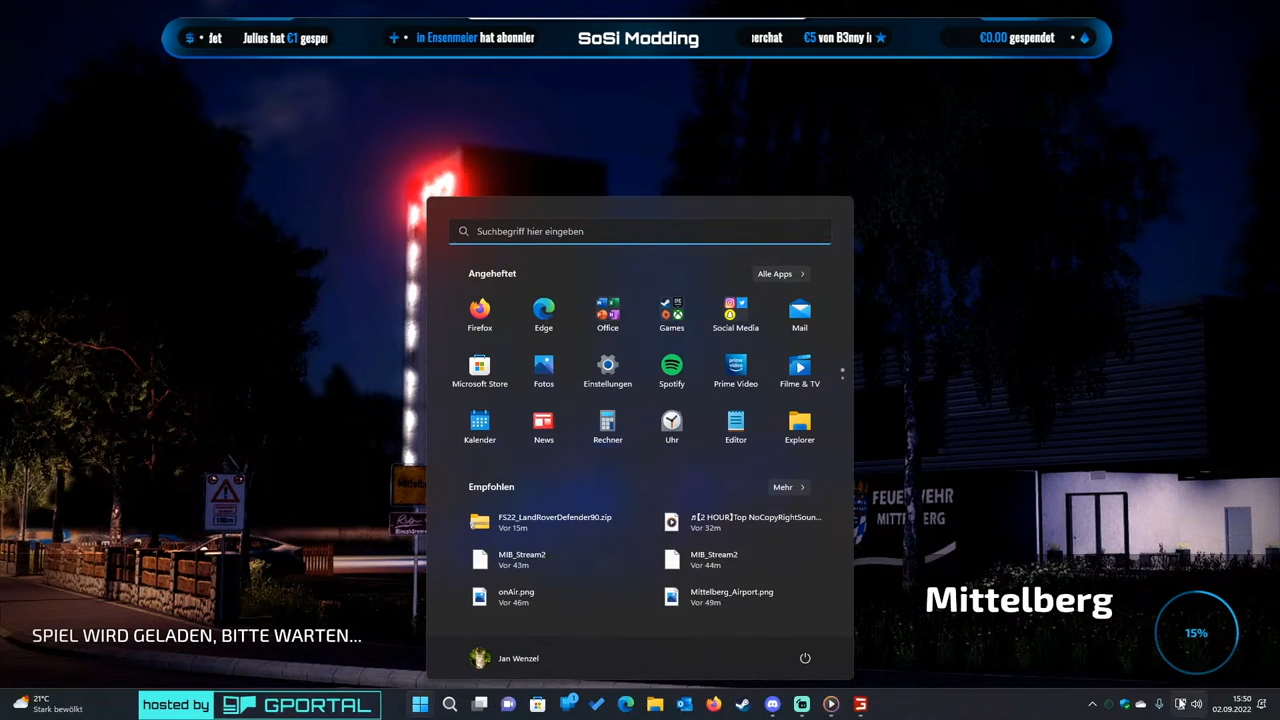 $ • fet Julius hat €1 gespe
+ • in Ensenmeier hat abonnier
SoSi Modding
erchat €5 von B3nny l ★
€0.00 gespendet •
Suchbegriff hier eingeben
Angeheftet
Alle Apps
Firefox
Edge
Office
Games
Social Media
Mail
Microsoft Store
Fotos
Einstellungen
Spotify
Prime Video
Filme & TV
Kalender
News
Rechner
Uhr
Editor
Explorer
Empfohlen
Mehr
FS22_LandRoverDefender90.zip
Vor 15m
♬【2 HOUR】Top NoCopyRightSoun...
Vor 32m
MIB_Stream2
Vor 43m
MIB_Stream2
Vor 44m
onAir.png
Vor 46m
Mittelberg_Airport.png
Vor 49m
Jan Wenzel
FEUERWEHR
MITTELBERG
Mittelberg
15%
SPIEL WIRD GELADEN, BITTE WARTEN...
21°C
Stark bewölkt
hosted by GPORTAL
15:50
02.09.2022